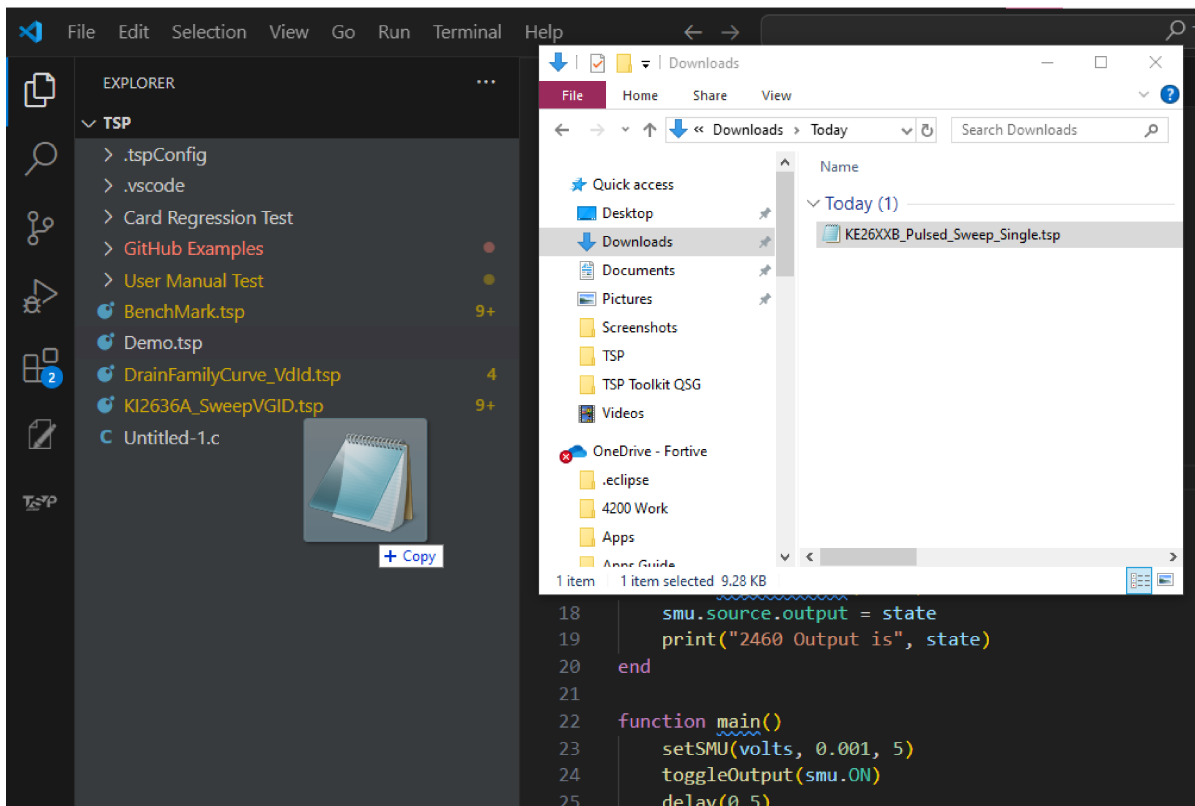 File Edit Selection View Go Run Terminal Help
EXPLORER
TSP
.tspConfig
.vscode
Card Regression Test
GitHub Examples
User Manual Test
BenchMark.tsp 9+
Demo.tsp
DrainFamilyCurve_VdId.tsp 4
KI2636A_SweepVGID.tsp 9+
Untitled-1.c
2
TSP
+ Copy
Downloads
File Home Share View
« Downloads > Today
Search Downloads
Quick access
Desktop
Downloads
Documents
Pictures
Screenshots
TSP
TSP Toolkit QSG
Videos
OneDrive - Fortive
.eclipse
4200 Work
Apps
Apps Guide
Name
Today (1)
KE26XXB_Pulsed_Sweep_Single.tsp
1 item 1 item selected 9.28 KB
18 smu.source.output = state
19 print("2460 Output is", state)
20 end
21
22 function main()
23 setSMU(volts, 0.001, 5)
24 toggleOutput(smu.ON)
25 delay(0.5)